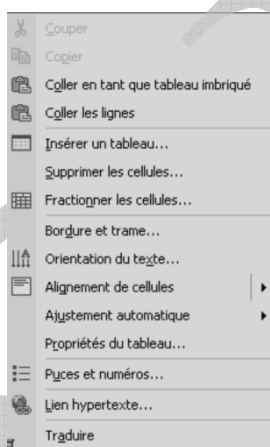 Couper
Copier
Coller en tant que tableau imbriqué
Coller les lignes
Insérer un tableau...
Supprimer les cellules...
Fractionner les cellules...
Bordure et trame...
Orientation du texte...
Alignement de cellules
Ajustement automatique
Propriétés du tableau...
Puces et numéros...
Lien hypertexte...
Traduire